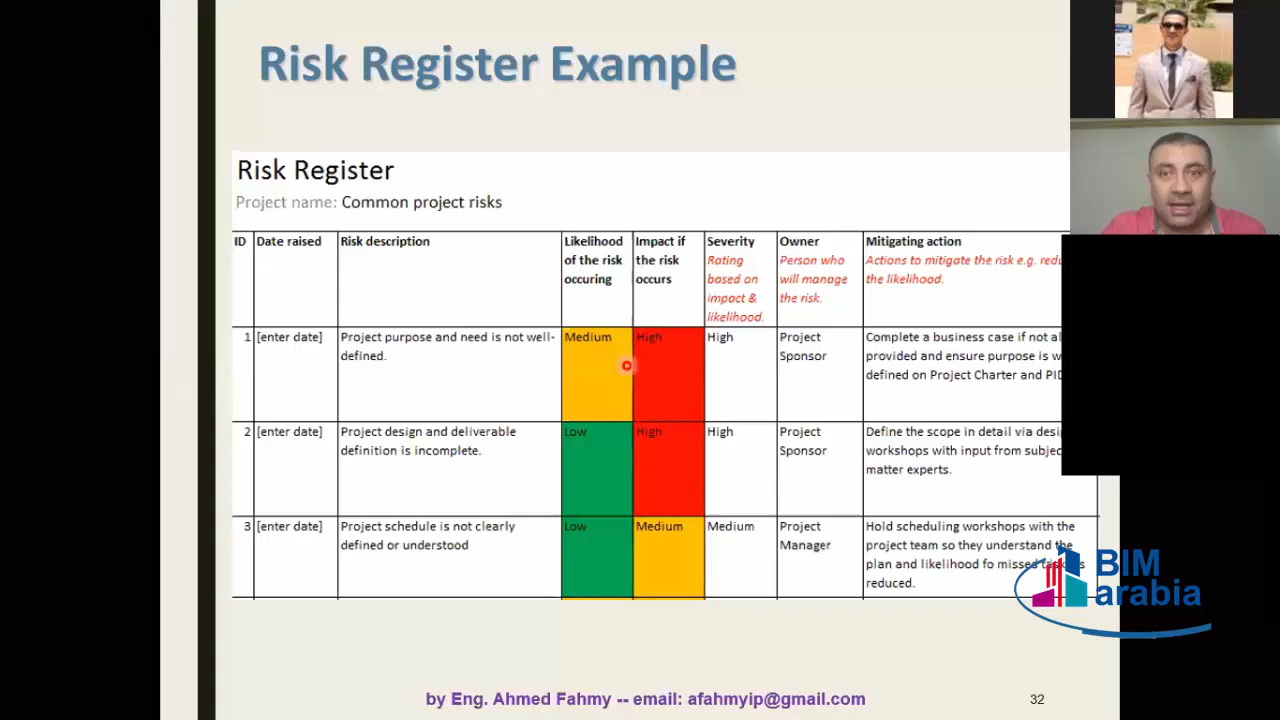 Risk Register Example
Risk Register
Project name: Common project risks
ID Date raised Risk description Likelihood of the risk occuring Impact if the risk occurs Severity Rating based on impact & likelihood. Owner Person who will manage the risk. Mitigating action Actions to mitigate the risk e.g. the likelihood.
1 [enter date] Project purpose and need is not well-defined. Medium High High Project Sponsor Complete a business case if not provided and ensure purpose is defined on Project Charter and
2 [enter date] Project design and deliverable definition is incomplete. Low High High Project Sponsor Define the scope in detail via workshops with input from matter experts.
3 [enter date] Project schedule is not clearly defined or understood Low Medium Medium Project Manager Hold scheduling workshops with the project team so they understand the plan and likelihood fo missed reduced.
BIM
arabia
by Eng. Ahmed Fahmy -- email: afahmyip@gmail.com
32